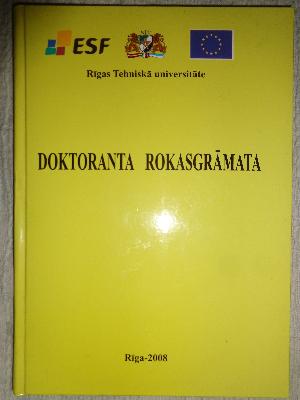 ESF
Rīgas Tehniskā universitāte
DOKTORANTA ROKASGRĀMATA
Rīga-2008